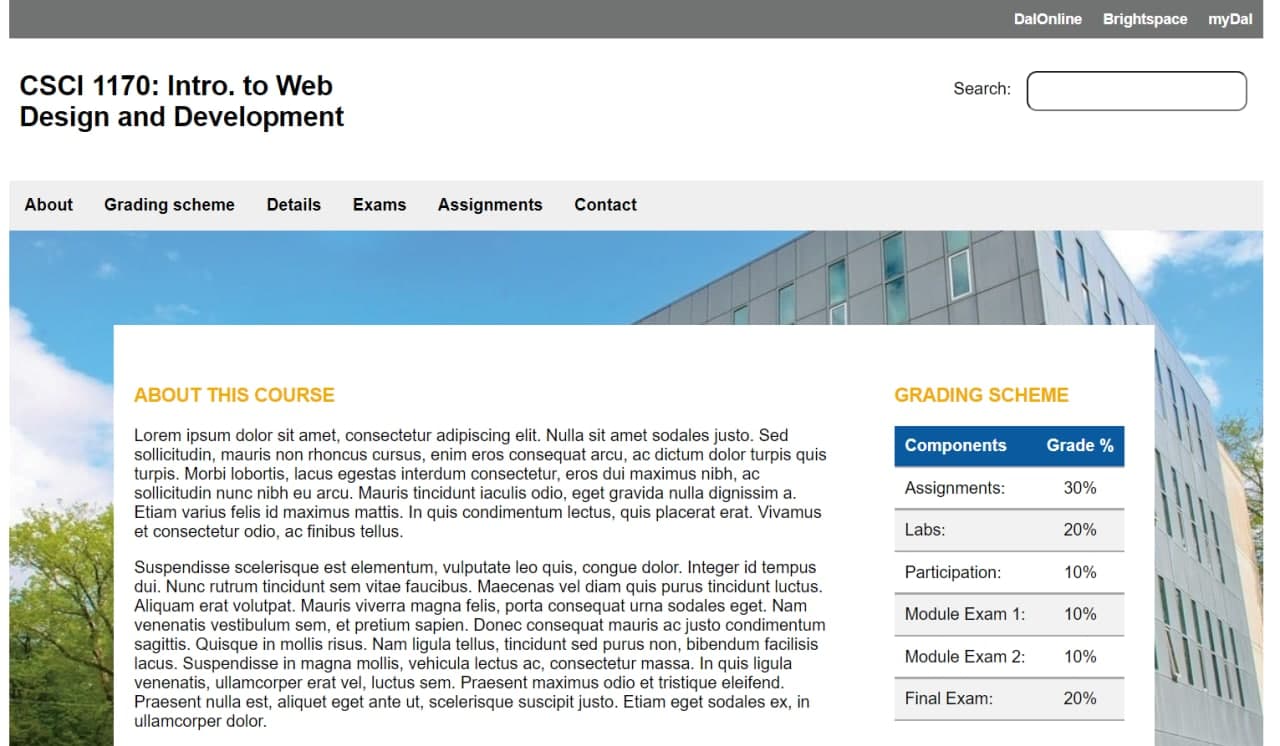 DalOnline Brightspace myDal
CSCI 1170: Intro. to Web
Design and Development
Search:
About Grading scheme Details Exams Assignments Contact
ABOUT THIS COURSE
Lorem ipsum dolor sit amet, consectetur adipiscing elit. Nulla sit amet sodales justo. Sed
sollicitudin, mauris non rhoncus cursus, enim eros consequat arcu, ac dictum dolor turpis quis
turpis. Morbi lobortis, lacus egestas interdum consectetur, eros dui maximus nibh, ac
sollicitudin nunc nibh eu arcu. Mauris tincidunt iaculis odio, eget gravida nulla dignissim a.
Etiam varius felis id maximus mattis. In quis condimentum lectus, quis placerat erat. Vivamus
et consectetur odio, ac finibus tellus.
Suspendisse scelerisque est elementum, vulputate leo quis, congue dolor. Integer id tempus
dui. Nunc rutrum tincidunt sem vitae faucibus. Maecenas vel diam quis purus tincidunt luctus.
Aliquam erat volutpat. Mauris viverra magna felis, porta consequat urna sodales eget. Nam
venenatis vestibulum sem, et pretium sapien. Donec consequat mauris ac justo condimentum
sagittis. Quisque in mollis risus. Nam ligula tellus, tincidunt sed purus non, bibendum facilisis
lacus. Suspendisse in magna mollis, vehicula lectus ac, consectetur massa. In quis ligula
venenatis, ullamcorper erat vel, luctus sem. Praesent maximus odio et tristique eleifend.
Praesent nulla est, aliquet eget ante ut, scelerisque suscipit justo. Etiam eget sodales ex, in
ullamcorper dolor.
GRADING SCHEME
Components Grade %
Assignments: 30%
Labs: 20%
Participation: 10%
Module Exam 1: 10%
Module Exam 2: 10%
Final Exam: 20%